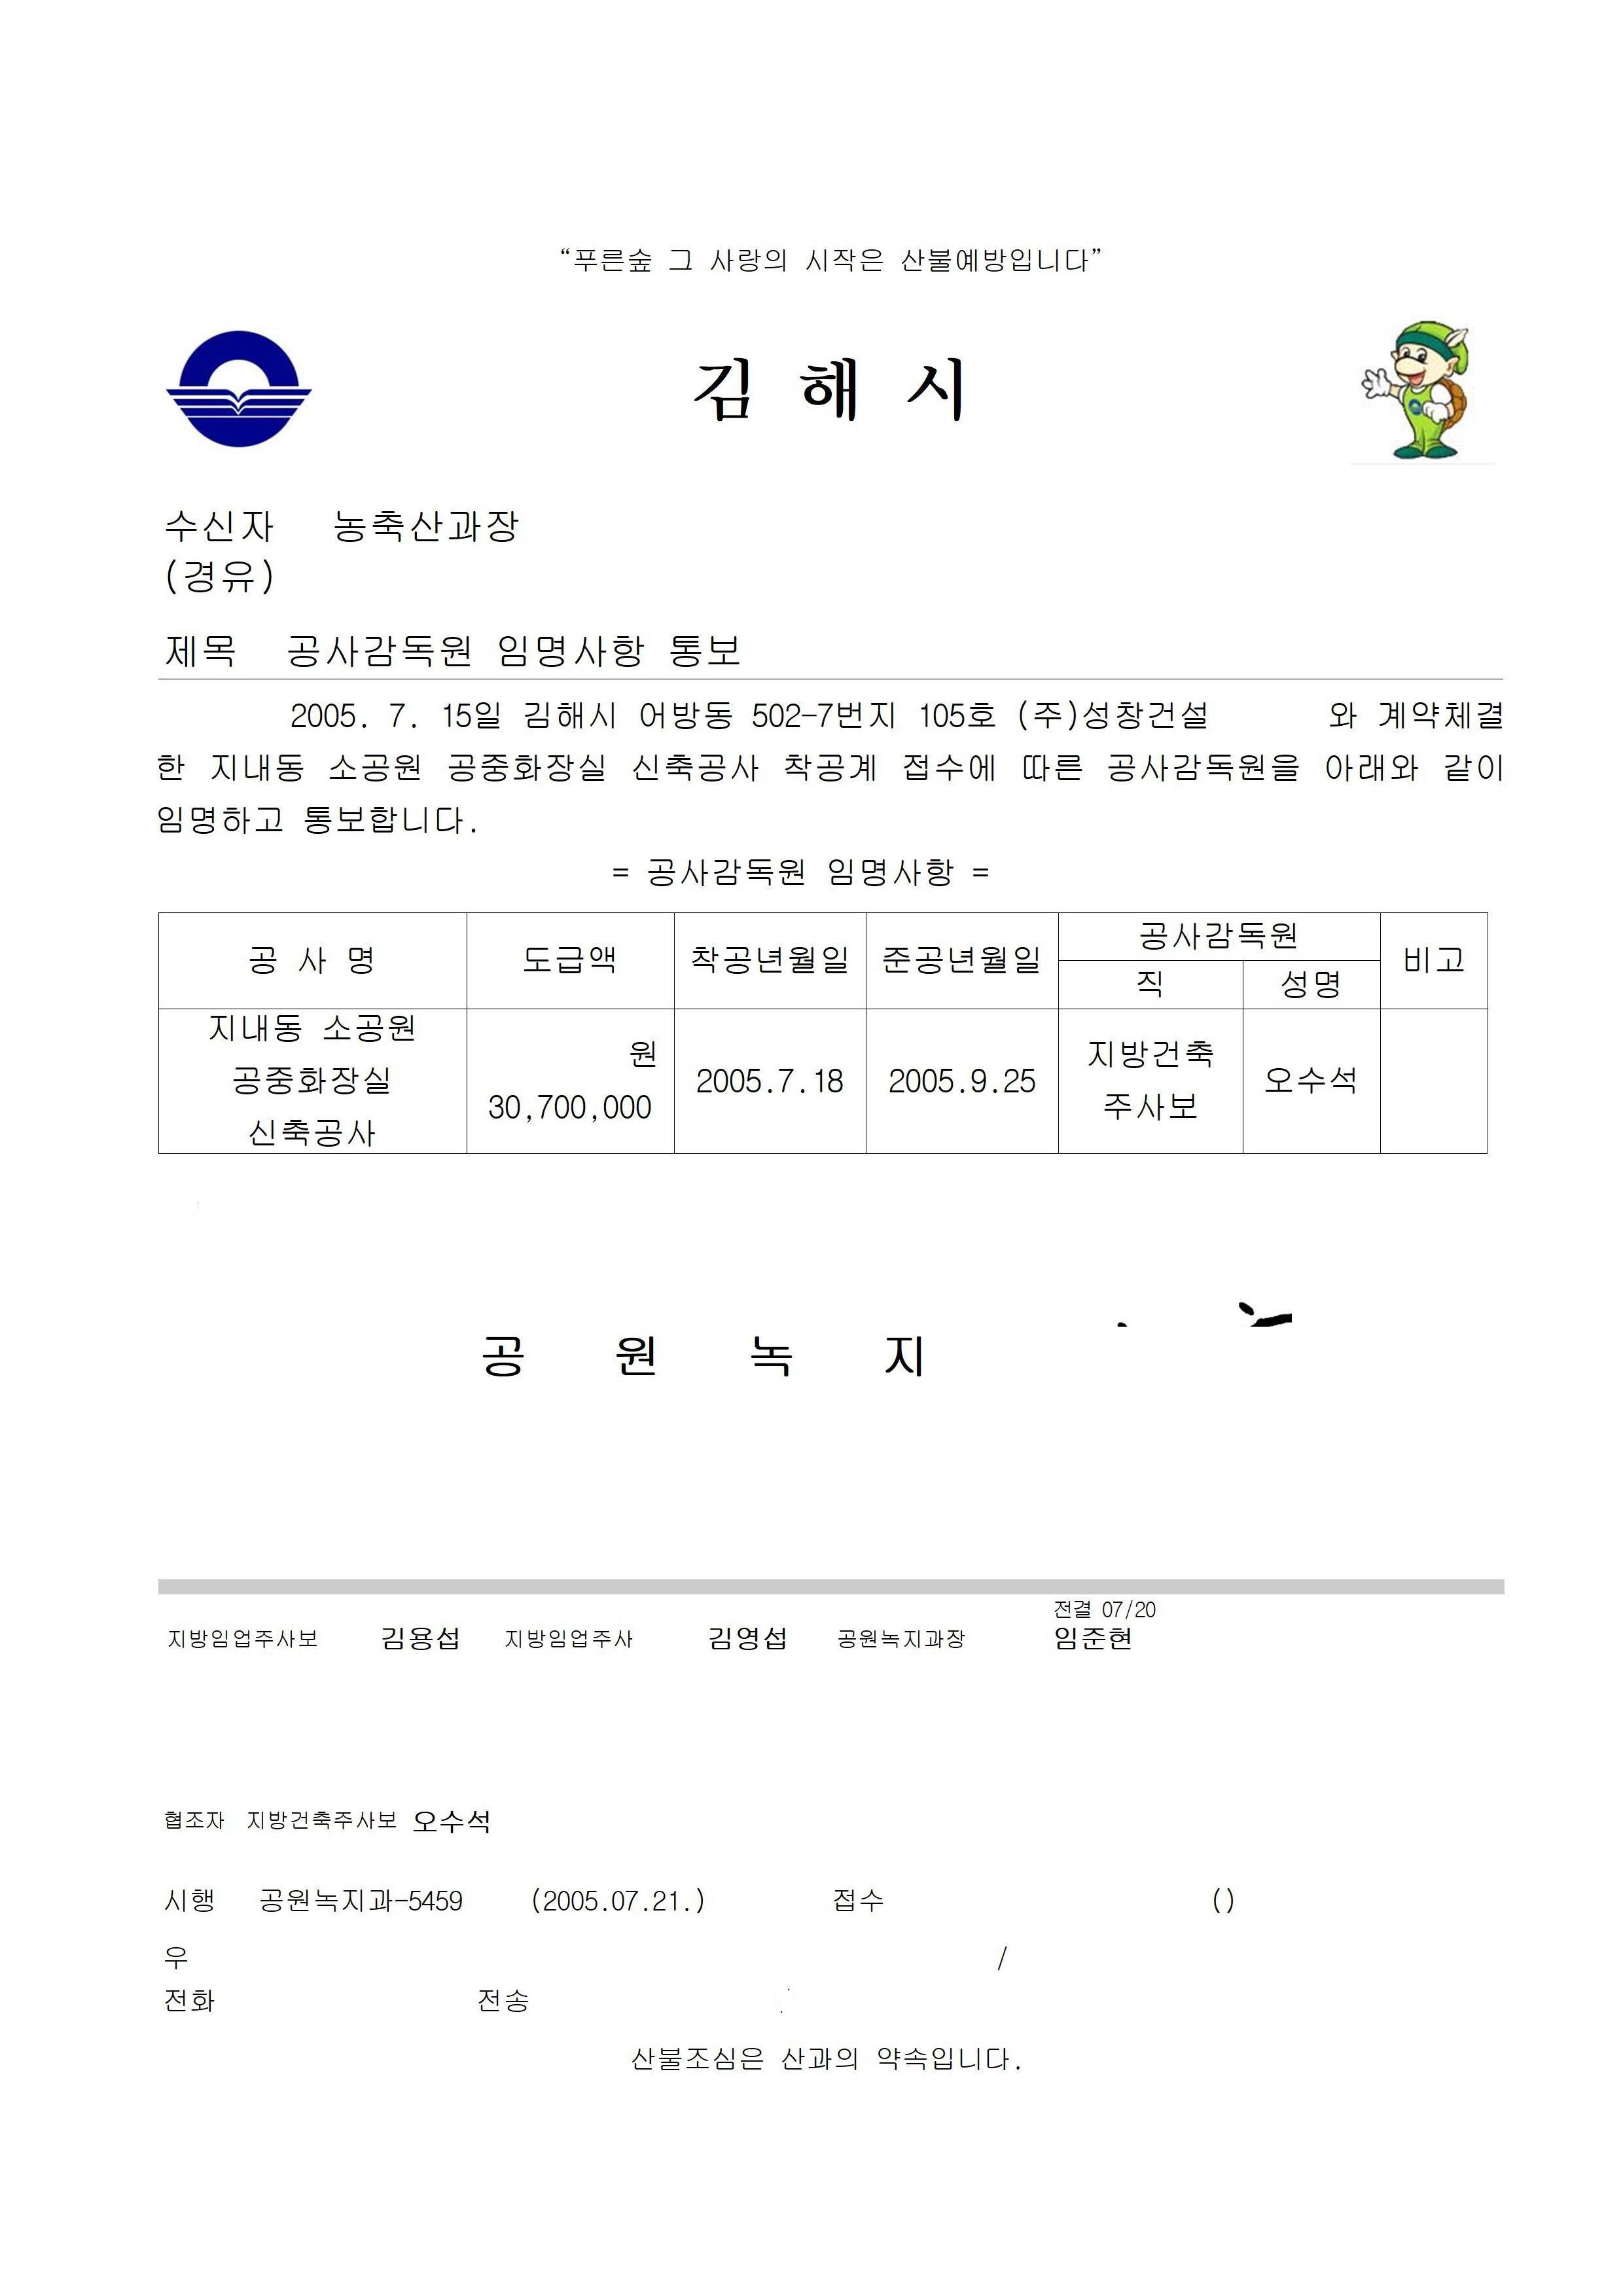 “푸른숲 그 사랑의 시작은 산불예방입니다”
김 해 시
수신자 농축산과장
(경유)
제목 공사감독원 임명사항 통보
2005. 7. 15일 김해시 어방동 502-7번지 105호 (주)성창건설 와 계약체결
한 지내동 소공원 공중화장실 신축공사 착공계 접수에 따른 공사감독원을 아래와 같이
임명하고 통보합니다.
= 공사감독원 임명사항 =
공 사 명 도급액 착공년월일 준공년월일 공사감독원 비고
직 성명
지내동 소공원
공중화장실
신축공사
원
30,700,000
2005.7.18
2005.9.25
지방건축
주사보
오수석
공 원 녹 지
전결 07/20
지방임업주사보 김용섭 지방임업주사 김영섭 공원녹지과장 임준현
협조자 지방건축주사보 오수석
시행 공원녹지과-5459 (2005.07.21.) 접수 ()
우 /
전화 전송
산불조심은 산과의 약속입니다.